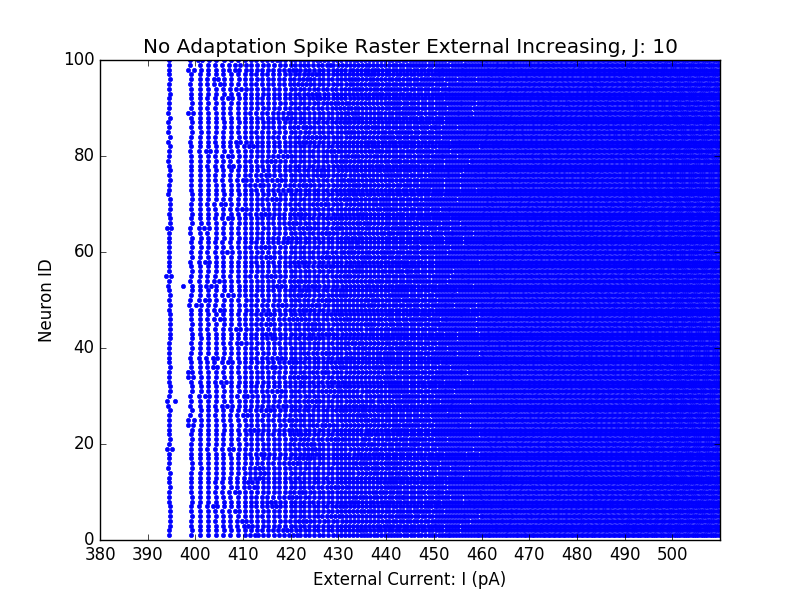 No Adaptation Spike Raster External Increasing, J: 10
100
80
60
40
20
0
Neuron ID
380 390 400 410 420 430 440 450 460 470 480 490 500
External Current: I (pA)